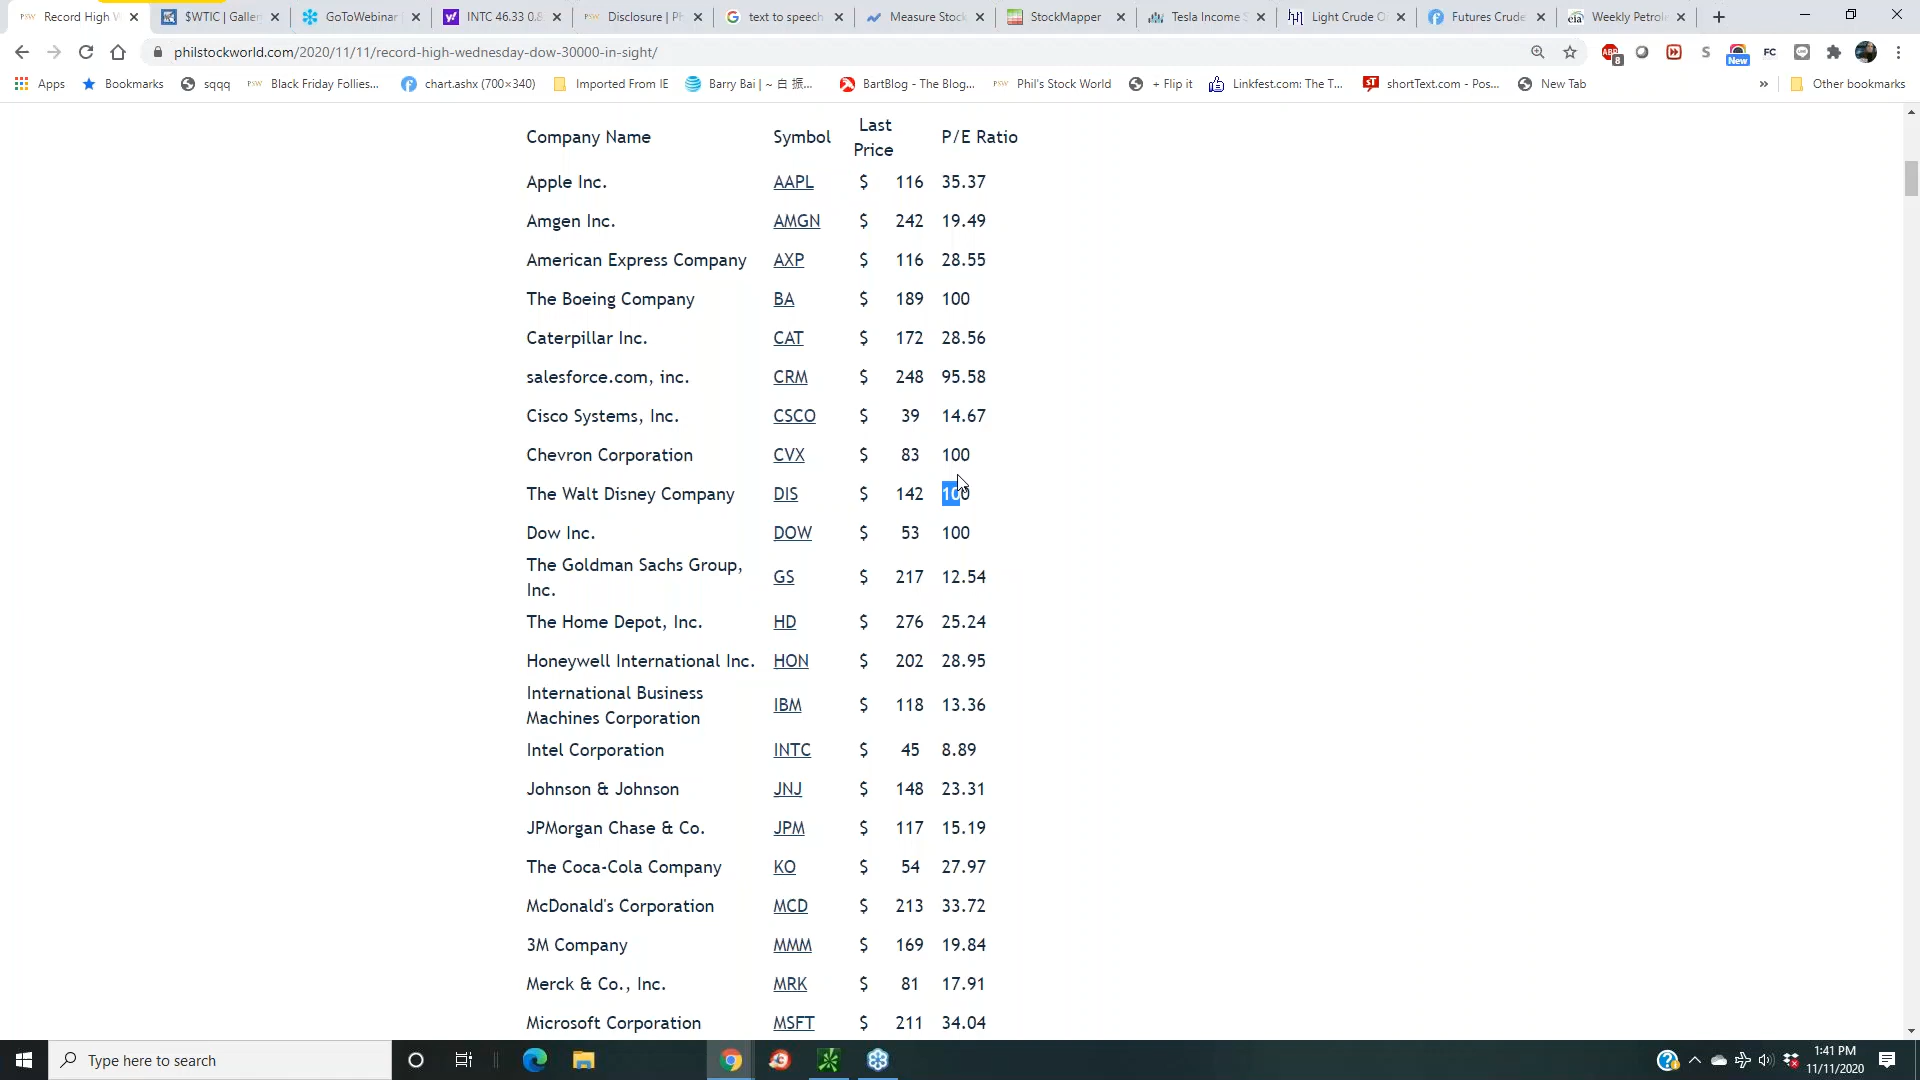 Record High W
$WTIC | Galler
GoToWebinar
INTC 46.33 0.8
Disclosure | Ph
text to speech
Measure Stock
StockMapper
Tesla Income S
Light Crude O
Futures Crude
Weekly Petrole
philstockworld.com/2020/11/11/record-high-wednesday-dow-30000-in-sight/
Apps
Bookmarks
sqqq
Black Friday Follies...
chart.ashx (700×340)
Imported From IE
Barry Bai | ~ 白 振...
BartBlog - The Blog...
Phil's Stock World
+ Flip it
Linkfest.com: The T...
shortText.com - Pos...
New Tab
Other bookmarks
Company Name Symbol Last Price P/E Ratio
Apple Inc. AAPL $ 116 35.37
Amgen Inc. AMGN $ 242 19.49
American Express Company AXP $ 116 28.55
The Boeing Company BA $ 189 100
Caterpillar Inc. CAT $ 172 28.56
salesforce.com, inc. CRM $ 248 95.58
Cisco Systems, Inc. CSCO $ 39 14.67
Chevron Corporation CVX $ 83 100
The Walt Disney Company DIS $ 142 100
Dow Inc. DOW $ 53 100
The Goldman Sachs Group, Inc. GS $ 217 12.54
The Home Depot, Inc. HD $ 276 25.24
Honeywell International Inc. HON $ 202 28.95
International Business Machines Corporation IBM $ 118 13.36
Intel Corporation INTC $ 45 8.89
Johnson & Johnson JNJ $ 148 23.31
JPMorgan Chase & Co. JPM $ 117 15.19
The Coca-Cola Company KO $ 54 27.97
McDonald's Corporation MCD $ 213 33.72
3M Company MMM $ 169 19.84
Merck & Co., Inc. MRK $ 81 17.91
Microsoft Corporation MSFT $ 211 34.04
Type here to search
1:41 PM
11/11/2020